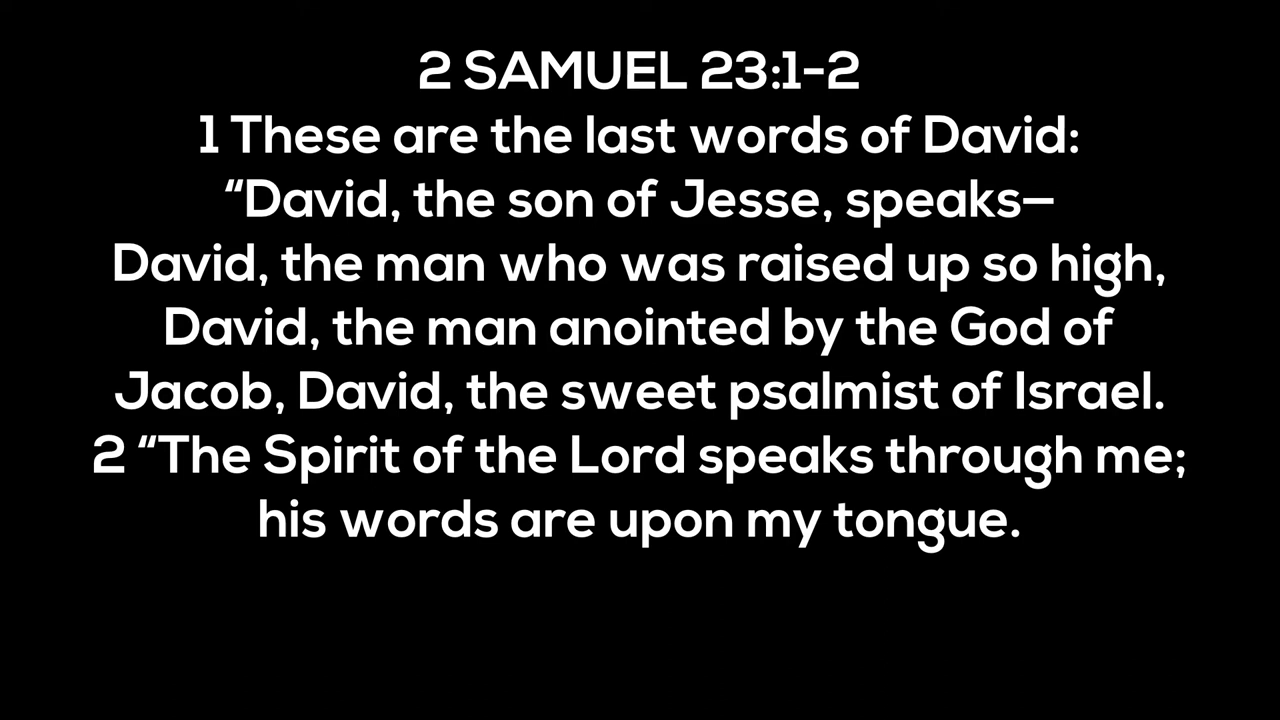 2 SAMUEL 23:1-2
1 These are the last words of David:
“David, the son of Jesse, speaks—
David, the man who was raised up so high,
David, the man anointed by the God of
Jacob, David, the sweet psalmist of Israel.
2 “The Spirit of the Lord speaks through me;
his words are upon my tongue.